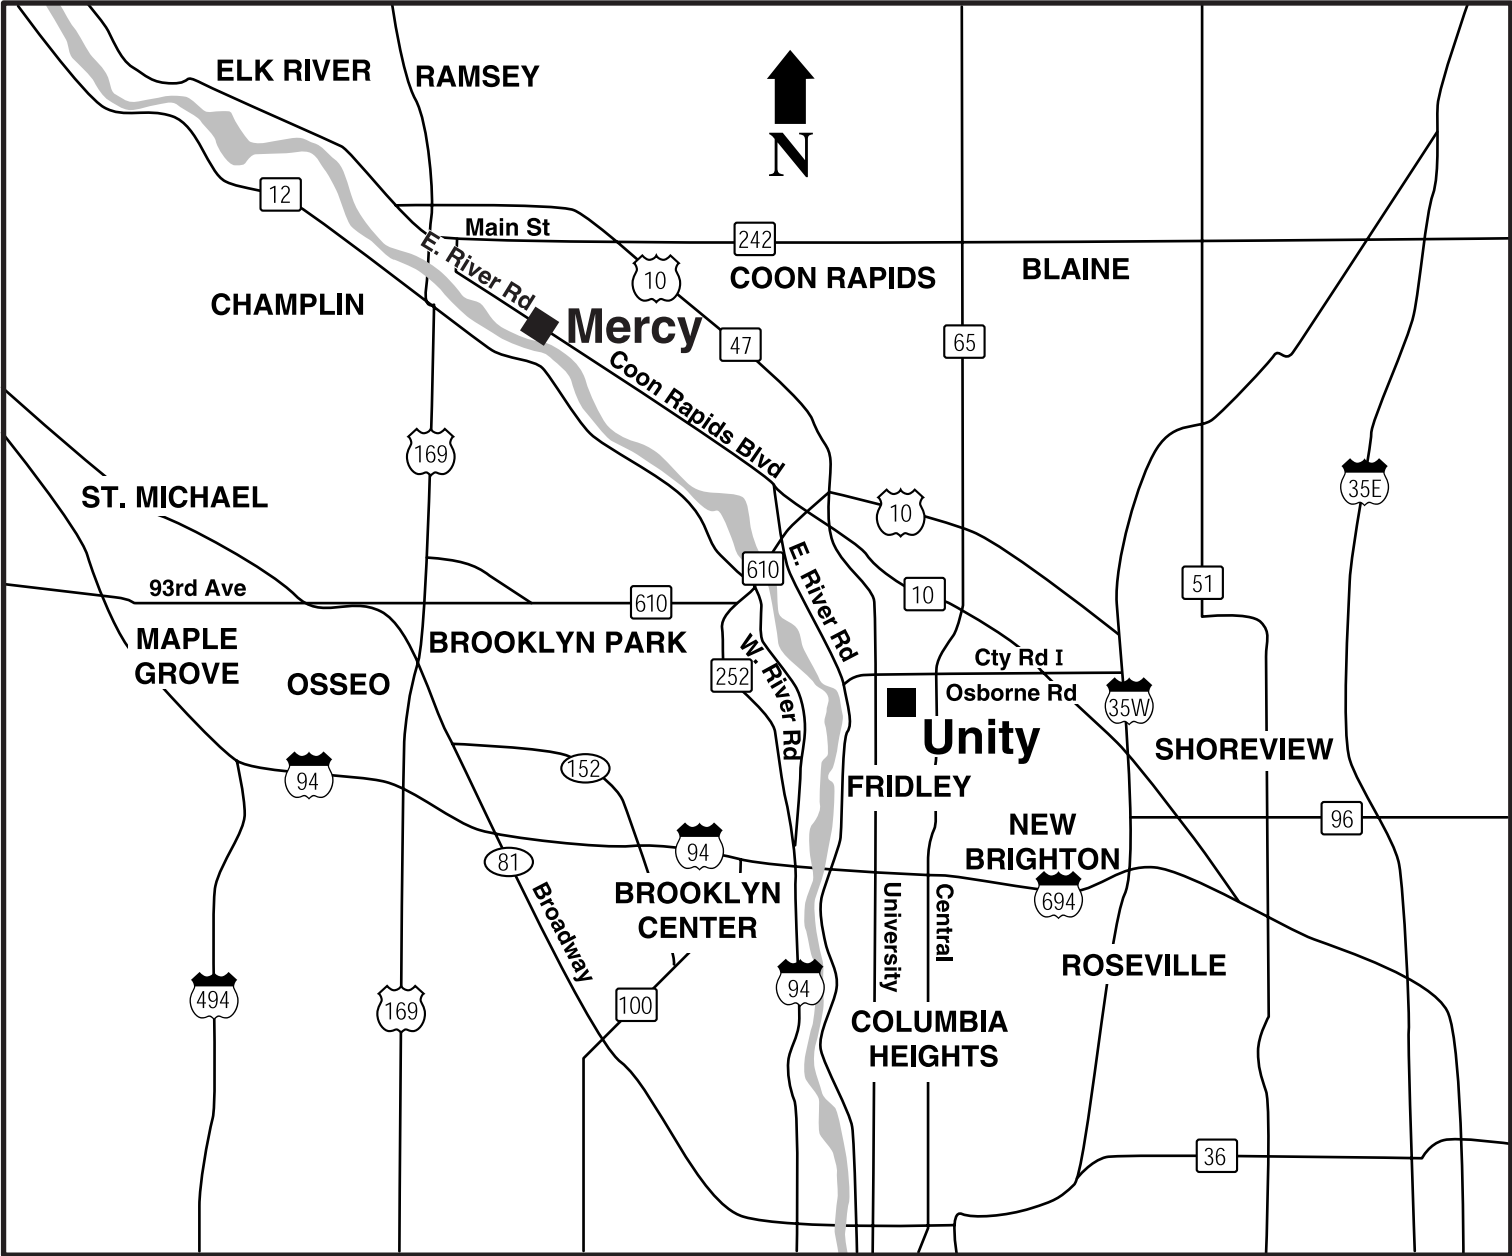 ELK RIVER
RAMSEY
N
12
Main St
242
E. River Rd
10
COON RAPIDS
BLAINE
CHAMPLIN
Mercy
47
65
Coon Rapids Blvd
169
35E
ST. MICHAEL
10
610
E. River Rd
51
93rd Ave
610
10
MAPLE
GROVE
BROOKLYN PARK
OSSEO
252
W. River Rd
Cty Rd I
Osborne Rd
35W
Unity
SHOREVIEW
94
152
FRIDLEY
96
NEW
BRIGHTON
94
81
694
BROOKLYN
CENTER
Broadway
University
Central
ROSEVILLE
494
169
100
94
COLUMBIA
HEIGHTS
36